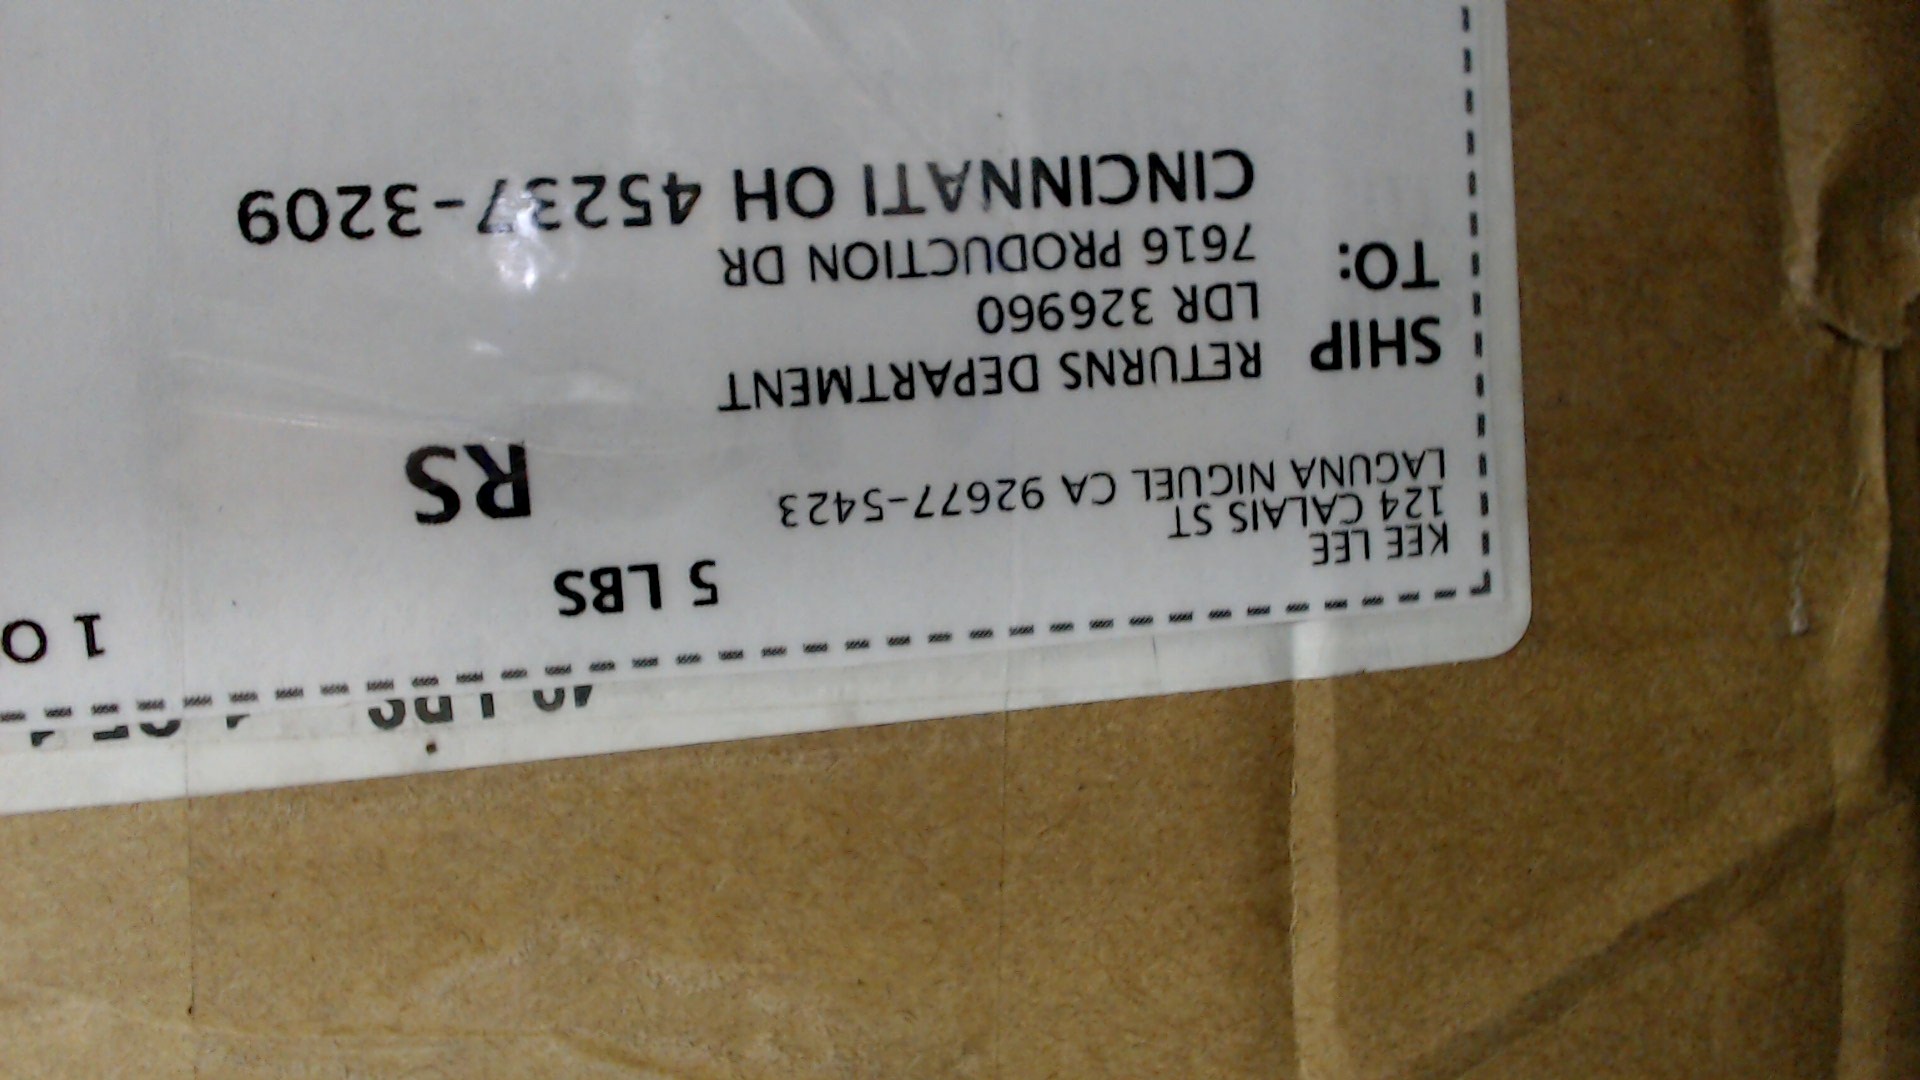 KEE LEE
124 CALAIS ST
LAGUNA NIGUEL CA 92677-5423
5 LBS
1 O
RS
SHIP
TO:
RETURNS DEPARTMENT
LDR 326960
7616 PRODUCTION DR
CINCINNATI OH 45237-3209